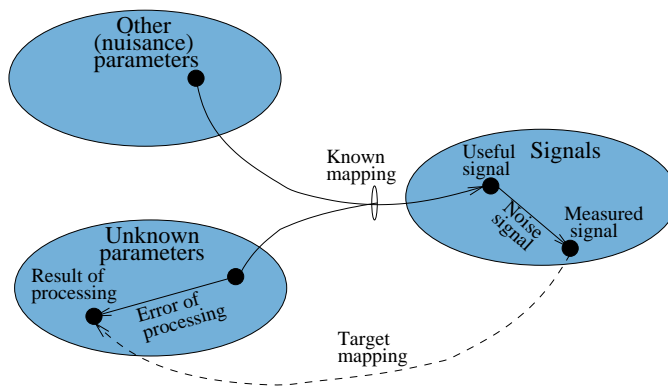 Other
(nuisance)
parameters
Known
mapping
Signals
Useful
signal
Noise
signal
Measured
signal
Unknown
parameters
Result of
processing
Error of
processing
Target
mapping